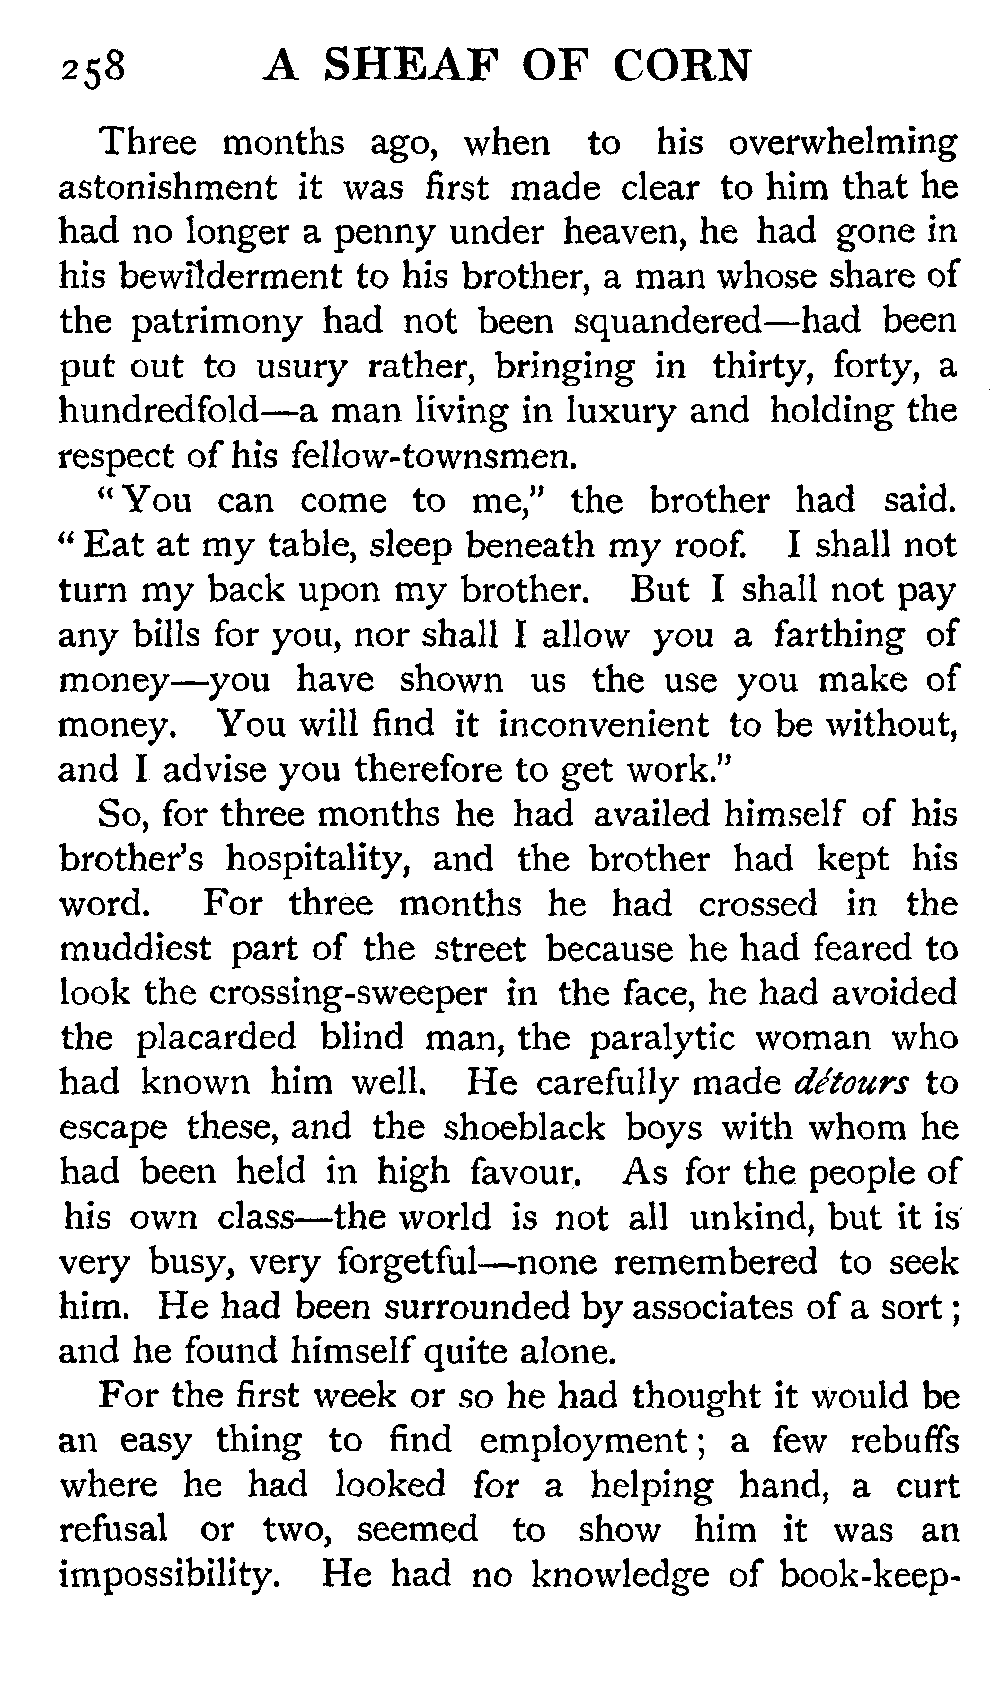 258 A SHEAF OF CORN
Three months ago, when to his overwhelming
astonishment it was first made clear to him that he
had no longer a penny under heaven, he had gone in
his bewilderment to his brother, a man whose share of
the patrimony had not been squandered—had been
put out to usury rather, bringing in thirty, forty, a
hundredfold—a man living in luxury and holding the
respect of his fellow-townsmen.
“You can come to me,” the brother had said.
“Eat at my table, sleep beneath my roof. I shall not
turn my back upon my brother. But I shall not pay
any bills for you, nor shall I allow you a farthing of
money—you have shown us the use you make of
money. You will find it inconvenient to be without,
and I advise you therefore to get work.”
So, for three months he had availed himself of his
brother’s hospitality, and the brother had kept his
word. For three months he had crossed in the
muddiest part of the street because he had feared to
look the crossing-sweeper in the face, he had avoided
the placarded blind man, the paralytic woman who
had known him well. He carefully made détours to
escape these, and the shoeblack boys with whom he
had been held in high favour. As for the people of
his own class—the world is not all unkind, but it is
very busy, very forgetful—none remembered to seek
him. He had been surrounded by associates of a sort ;
and he found himself quite alone.
For the first week or so he had thought it would be
an easy thing to find employment ; a few rebuffs
where he had looked for a helping hand, a curt
refusal or two, seemed to show him it was an
impossibility. He had no knowledge of book-keep-